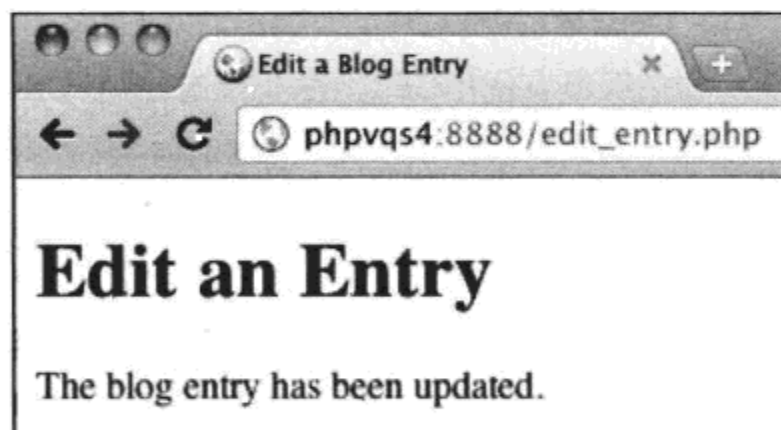 Edit a Blog Entry
phpvqs4:8888/edit_entry.php
Edit an Entry
The blog entry has been updated.